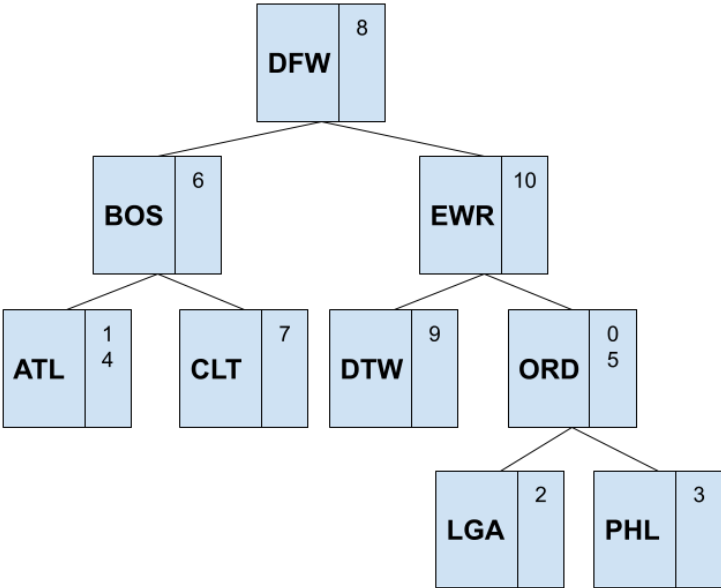 DFW 8
BOS 6
EWR 10
ATL 1
4
CLT 7
DTW 9
ORD 0
5
LGA 2
PHL 3